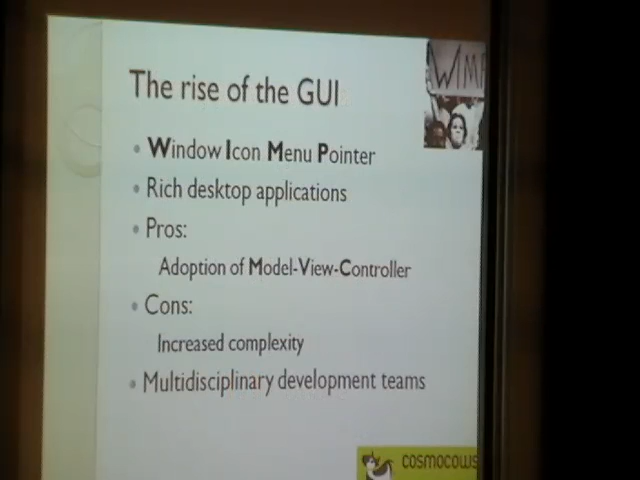 WIMP
The rise of the GUI
Window Icon Menu Pointer
Rich desktop applications
Pros:
Adoption of Model-View-Controller
Cons:
Increased complexity
Multidisciplinary development teams
cosmocows